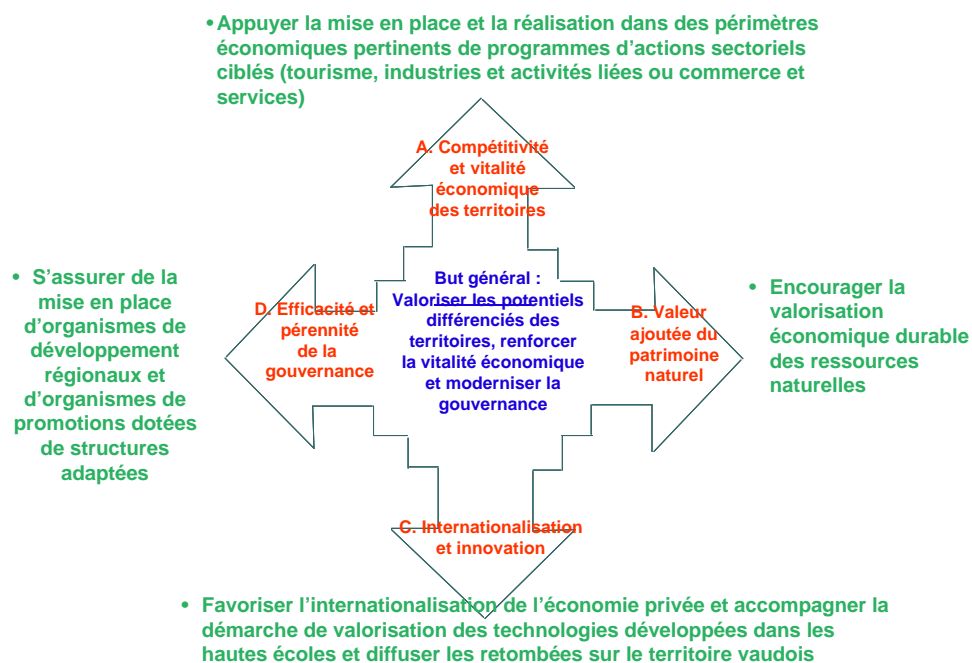 • Appuyer la mise en place et la réalisation dans des périmètres
économiques pertinents de programmes d'actions sectoriels
ciblés (tourisme, industries et activités liées ou commerce et
services)
A. Compétitivité
et vitalité
économique
des territoires
• S'assurer de la
mise en place
d'organismes de
développement
régionaux et
d'organismes de
promotions dotées
de structures
adaptées
D. Efficacité et
pérennité
de la
gouvernance
But général :
Valoriser les potentiels
différenciés des
territoires, renforcer
la vitalité économique
et moderniser la
gouvernance
B. Valeur
ajoutée du
patrimoine
naturel
• Encourager la
valorisation
économique durable
des ressources
naturelles
C. Internationalisation
et innovation
• Favoriser l'internationalisation de l'économie privée et accompagner la
démarche de valorisation des technologies développées dans les
hautes écoles et diffuser les retombées sur le territoire vaudois